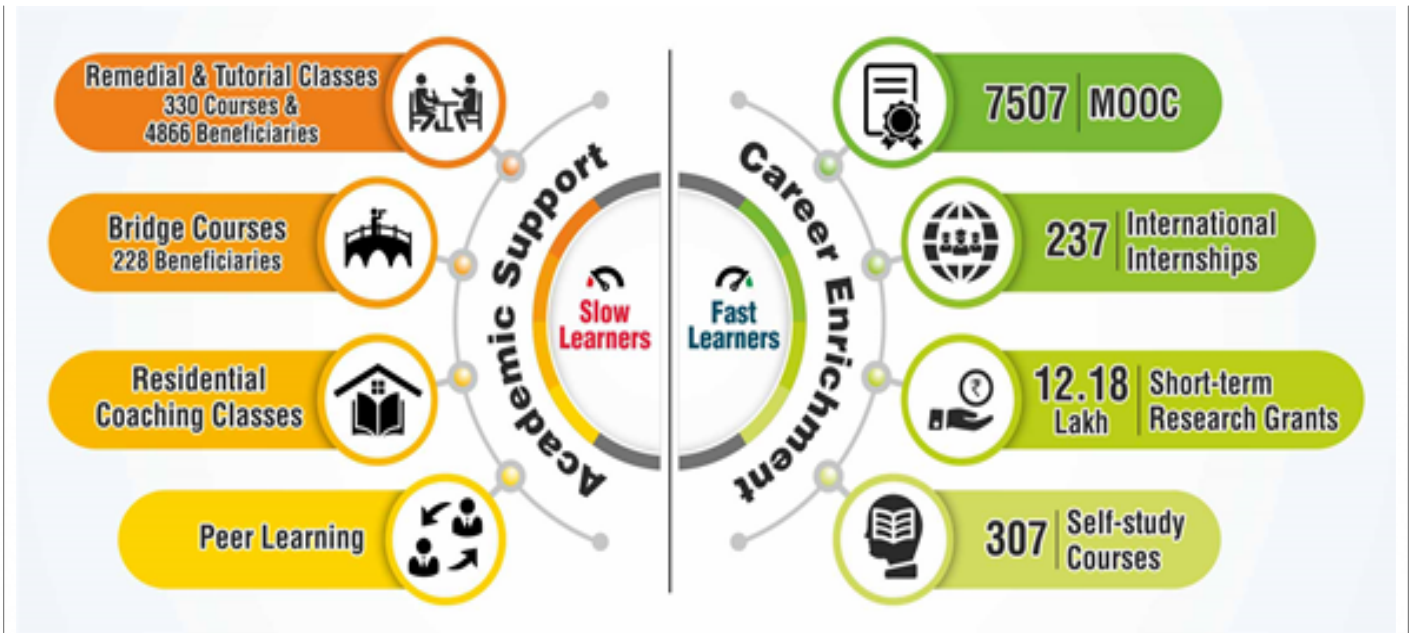 Remedial & Tutorial Classes
330 Courses &
4866 Beneficiaries
Bridge Courses
228 Beneficiaries
Residential
Coaching Classes
Peer Learning
Academic Support
Slow
Learners
Fast
Learners
Career Enrichment
7507 MOOC
237 International
Internships
12.18
Lakh
Short-term
Research Grants
307 Self-study
Courses
₹